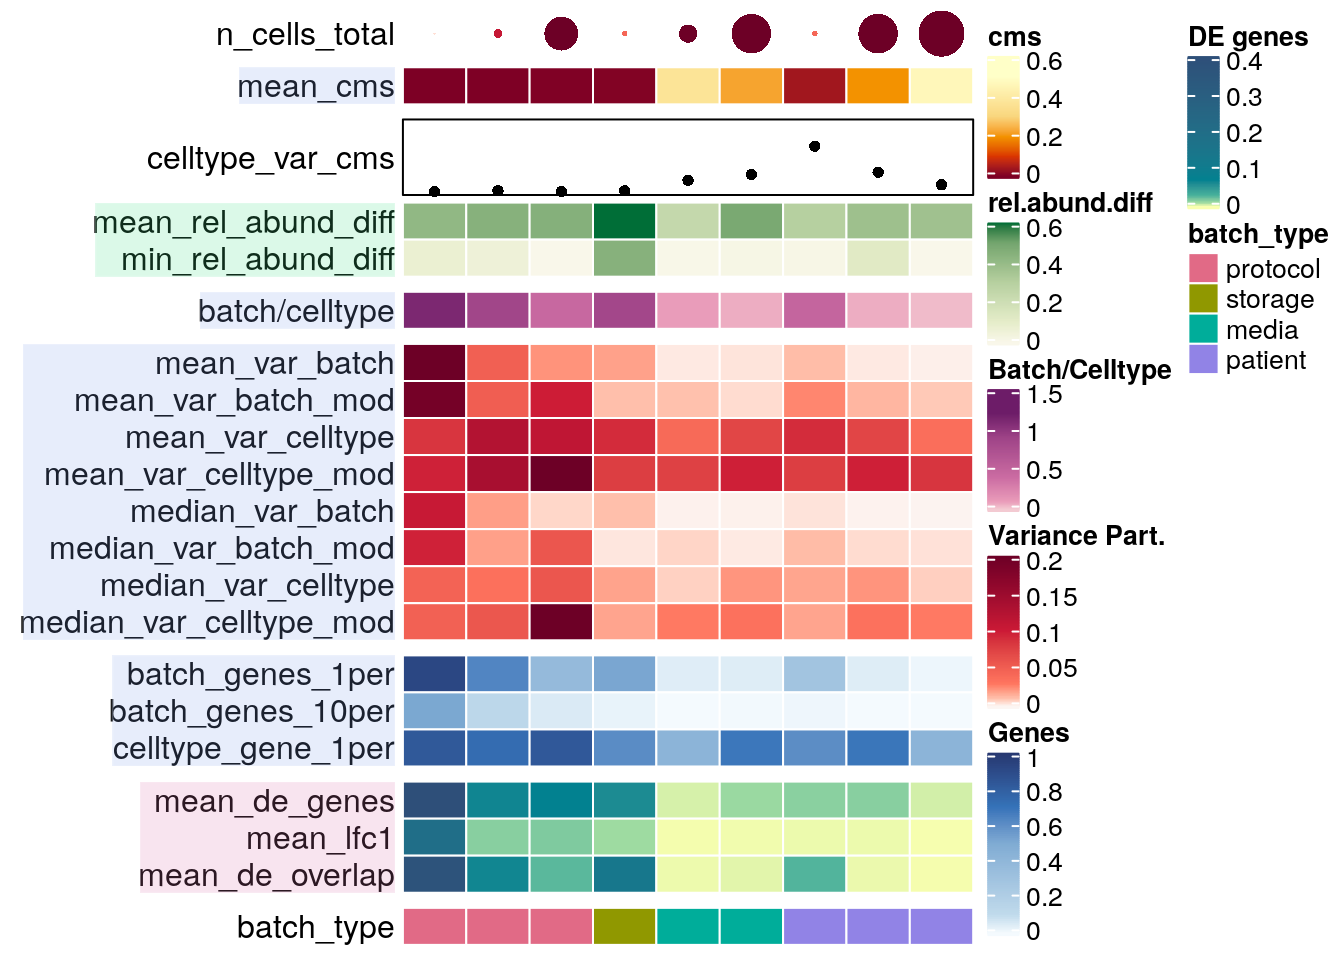 n_cells_total
mean_cms
celltype_var_cms
mean_rel_abund_diff
min_rel_abund_diff
batch/celltype
mean_var_batch
mean_var_batch_mod
mean_var_celltype
mean_var_celltype_mod
median_var_batch
median_var_batch_mod
median_var_celltype
median_var_celltype_mod
batch_genes_1per
batch_genes_10per
celltype_gene_1per
mean_de_genes
mean_lfc1
mean_de_overlap
batch_type
cms
0.6
0.4
0.2
0
rel.abund.diff
0.6
0.4
0.2
0
Batch/Celltype
1.5
1
0.5
0
Variance Part.
0.2
0.15
0.1
0.05
0
Genes
1
0.8
0.6
0.4
0.2
0
DE genes
0.4
0.3
0.2
0.1
0
batch_type
protocol
storage
media
patient